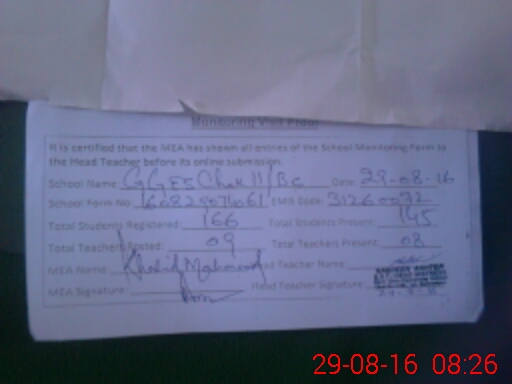 Monitoring Visit Proof
It is certified that the MEA has shown all entries of the School Monitoring Form to
the Head Teacher before its online submission.
School Name: GGES Chak 11/BC Date: 29-08-16
School Form No. EMIS Code: 31260072
Total Students Registered: 166 Total Students Present: 145
Total Teachers Posted: 09 Total Teachers Present: 08
MEA Name: Khalid Mahmood Head Teacher Name:
MEA Signature: Head Teacher Signature:
29-08-16 08:26